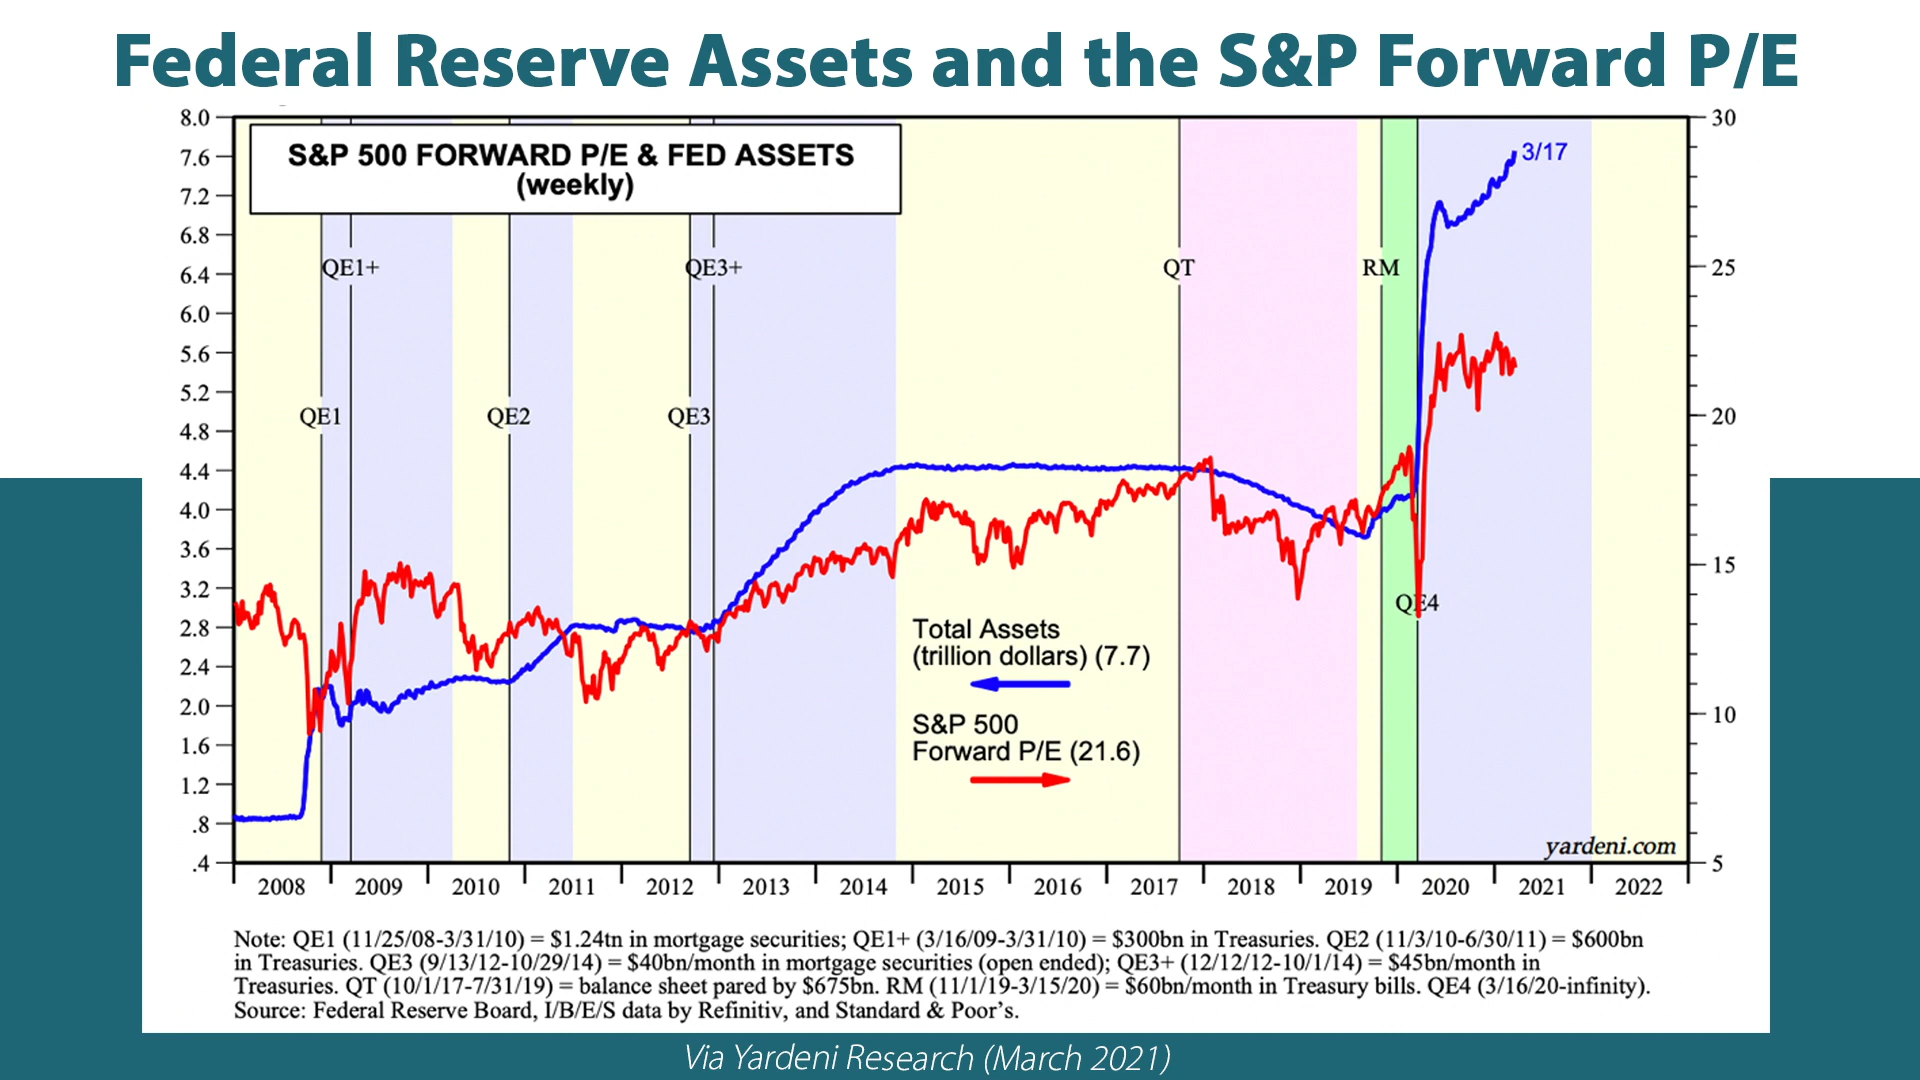 Federal Reserve Assets and the S&P Forward P/E
S&P 500 FORWARD P/E & FED ASSETS
(weekly)
8.0
7.6
7.2
6.8
6.4
6.0
5.6
5.2
4.8
4.4
4.0
3.6
3.2
2.8
2.4
2.0
1.6
1.2
.8
.4
30
25
20
15
10
5
3/17
QE1+
QE3+
QT
RM
QE1
QE2
QE3
QE4
Total Assets
(trillion dollars) (7.7)
S&P 500
Forward P/E (21.6)
yardeni.com
2008 2009 2010 2011 2012 2013 2014 2015 2016 2017 2018 2019 2020 2021 2022
Note: QE1 (11/25/08-3/31/10) = $1.24tn in mortgage securities; QE1+ (3/16/09-3/31/10) = $300bn in Treasuries. QE2 (11/3/10-6/30/11) = $600bn
in Treasuries. QE3 (9/13/12-10/29/14) = $40bn/month in mortgage securities (open ended); QE3+ (12/12/12-10/1/14) = $45bn/month in
Treasuries. QT (10/1/17-7/31/19) = balance sheet pared by $675bn. RM (11/1/19-3/15/20) = $60bn/month in Treasury bills. QE4 (3/16/20-infinity).
Source: Federal Reserve Board, I/B/E/S data by Refinitiv, and Standard & Poor's.
Via Yardeni Research (March 2021)